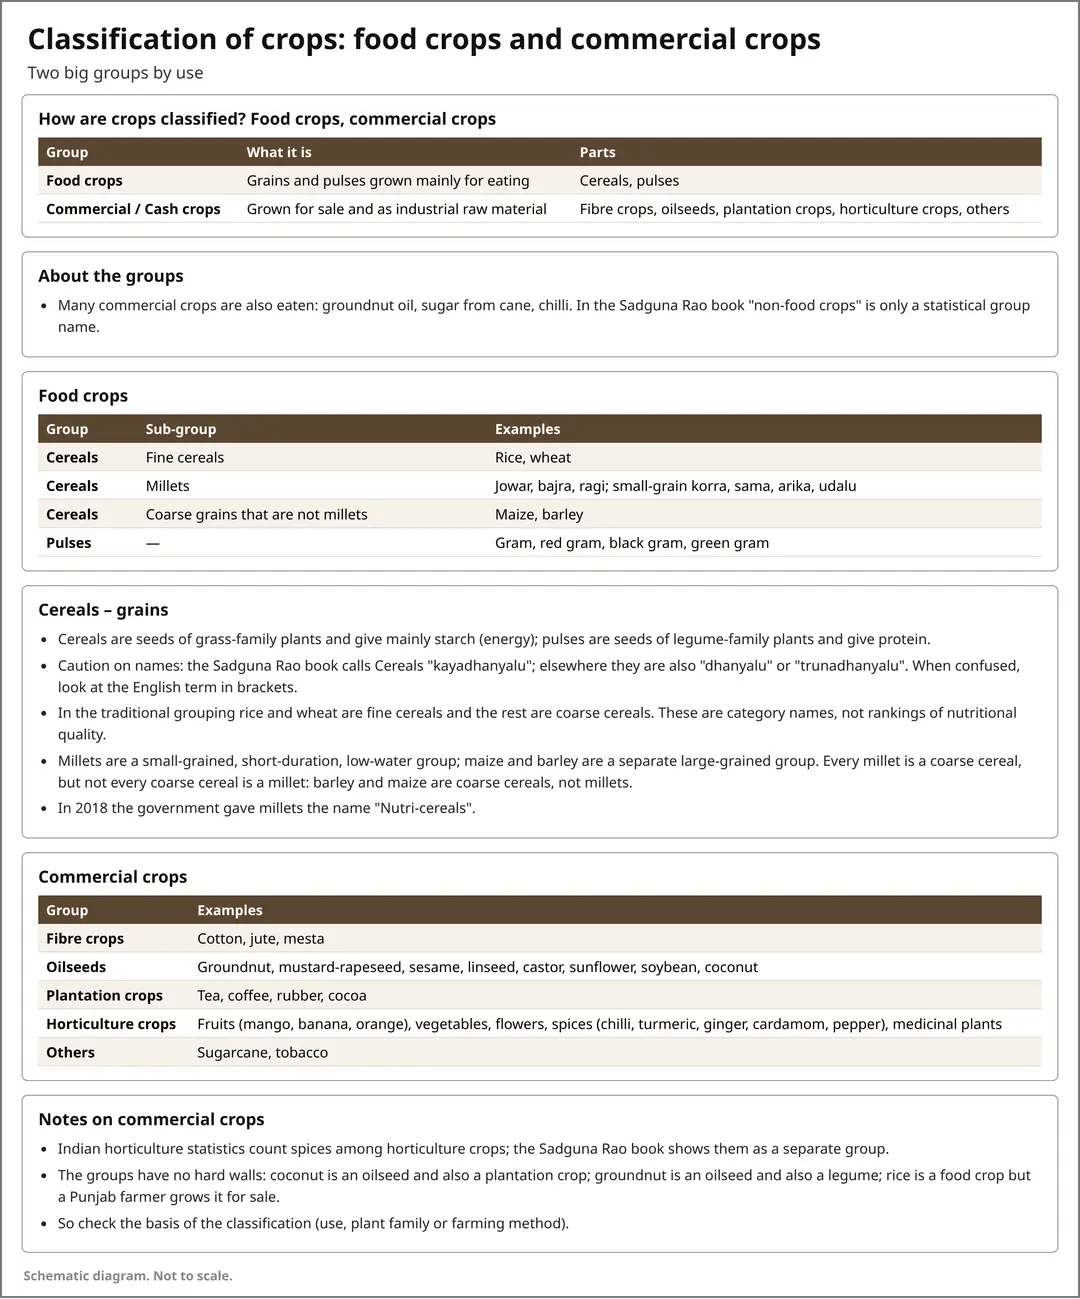 Classification of crops: food crops and commercial crops
Two big groups by use
How are crops classified? Food crops, commercial crops
Group What it is Parts
Food crops Grains and pulses grown mainly for eating Cereals, pulses
Commercial / Cash crops Grown for sale and as industrial raw material Fibre crops, oilseeds, plantation crops, horticulture crops, others
About the groups
• Many commercial crops are also eaten: groundnut oil, sugar from cane, chilli. In the Sadguna Rao book "non-food crops" is only a statistical group
name.
Food crops
Group Sub-group Examples
Cereals Fine cereals Rice, wheat
Cereals Millets Jowar, bajra, ragi; small-grain korra, sama, arika, udalu
Cereals Coarse grains that are not millets Maize, barley
Pulses — Gram, red gram, black gram, green gram
Cereals – grains
• Cereals are seeds of grass-family plants and give mainly starch (energy); pulses are seeds of legume-family plants and give protein.
• Caution on names: the Sadguna Rao book calls Cereals "kayadhanyalu"; elsewhere they are also "dhanyalu" or "trunadhanyalu". When confused,
look at the English term in brackets.
• In the traditional grouping rice and wheat are fine cereals and the rest are coarse cereals. These are category names, not rankings of nutritional
quality.
• Millets are a small-grained, short-duration, low-water group; maize and barley are a separate large-grained group. Every millet is a coarse cereal,
but not every coarse cereal is a millet: barley and maize are coarse cereals, not millets.
• In 2018 the government gave millets the name "Nutri-cereals".
Commercial crops
Group Examples
Fibre crops Cotton, jute, mesta
Oilseeds Groundnut, mustard-rapeseed, sesame, linseed, castor, sunflower, soybean, coconut
Plantation crops Tea, coffee, rubber, cocoa
Horticulture crops Fruits (mango, banana, orange), vegetables, flowers, spices (chilli, turmeric, ginger, cardamom, pepper), medicinal plants
Others Sugarcane, tobacco
Notes on commercial crops
• Indian horticulture statistics count spices among horticulture crops; the Sadguna Rao book shows them as a separate group.
• The groups have no hard walls: coconut is an oilseed and also a plantation crop; groundnut is an oilseed and also a legume; rice is a food crop but
a Punjab farmer grows it for sale.
• So check the basis of the classification (use, plant family or farming method).
Schematic diagram. Not to scale.